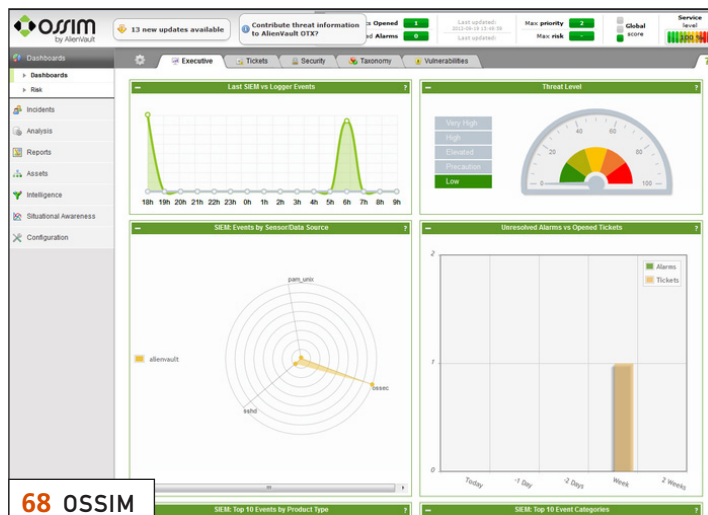 OSSIM
by AlienVault
13 new updates available
Contribute threat information
to AlienVault OTX?
s Opened 1
d Alarms 0
Last updated:
Last updated:
Max priority 2
Max risk -
Global
score
Service
level
100 %
Dashboards
Dashboards
Risk
Incidents
Analysis
Reports
Assets
Intelligence
Situational Awareness
Configuration
Executive
Tickets
Security
Taxonomy
Vulnerabilities
?
Last SIEM vs Logger Events ?
18h 19h 20h 21h 22h 23h 0h 1h 2h 3h 4h 5h 6h 7h 8h 9h
Threat Level ?
Very High
High
Elevated
Precaution
Low
0 20 40 60 80 100
SIEM: Events by Sensor/Data Source ?
pam_unix
alienvault
ossec
sshd
Unresolved Alarms vs Opened Tickets ?
2
Alarms
Tickets
1
0
Today -1 Day -2 Days Week 2 Weeks
SIEM: Top 10 Events by Product Type ?
SIEM: Top 10 Event Categories ?
68 OSSIM